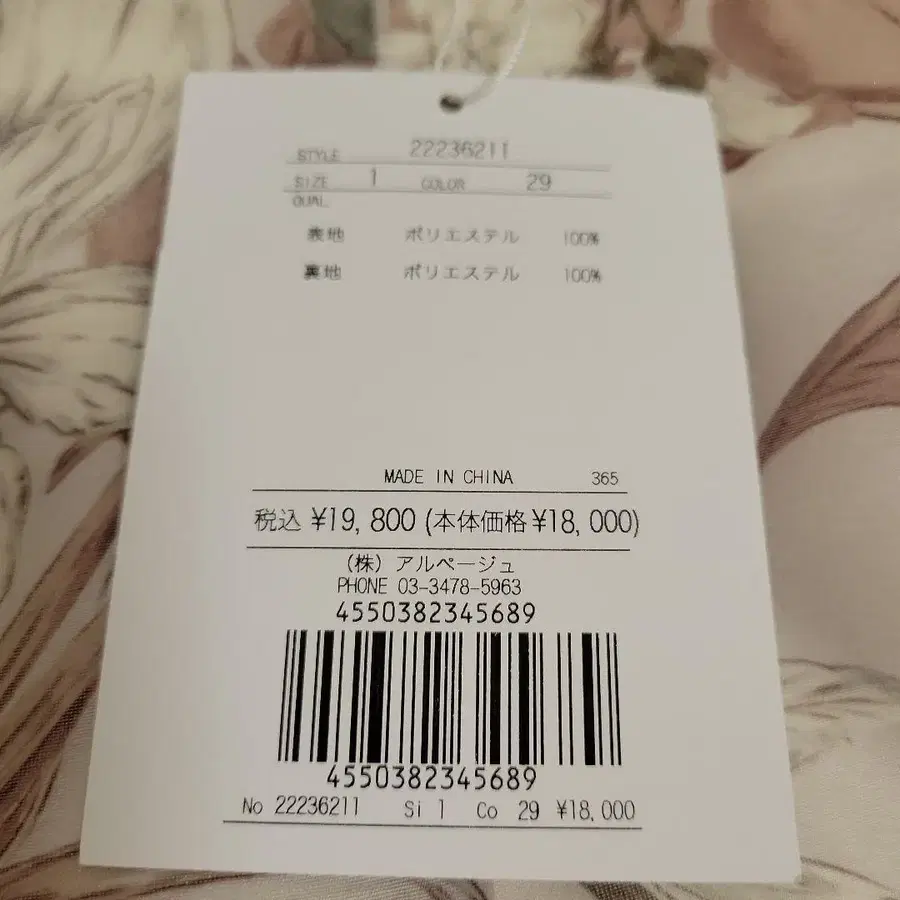 STYLE 22236211
SIZE 1 COLOR 29
QUAL
表地 ポリエステル 100%
裏地 ポリエステル 100%
MADE IN CHINA 365
税込 ¥19,800 (本体価格¥18,000)
(株) アルページュ
PHONE 03-3478-5963
4550382345689
4550382345689
No 22236211 Si 1 Co 29 ¥18,000